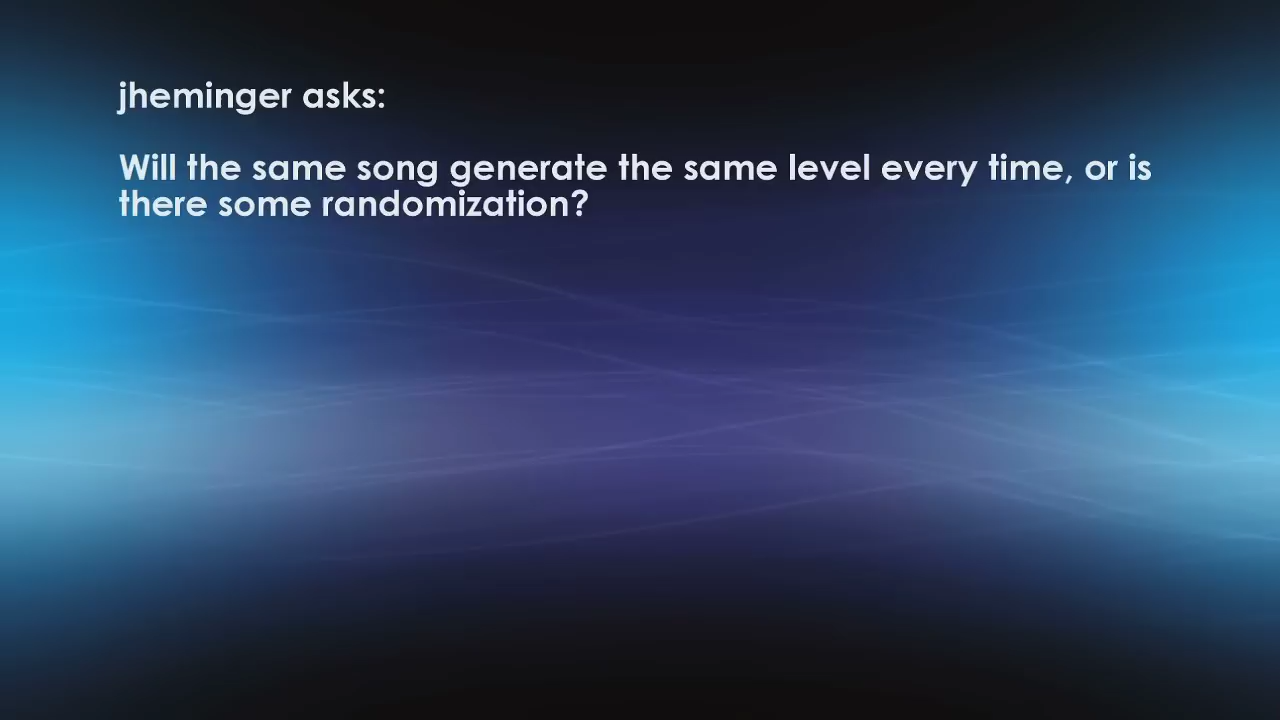 jheminger asks:
Will the same song generate the same level every time, or is
there some randomization?